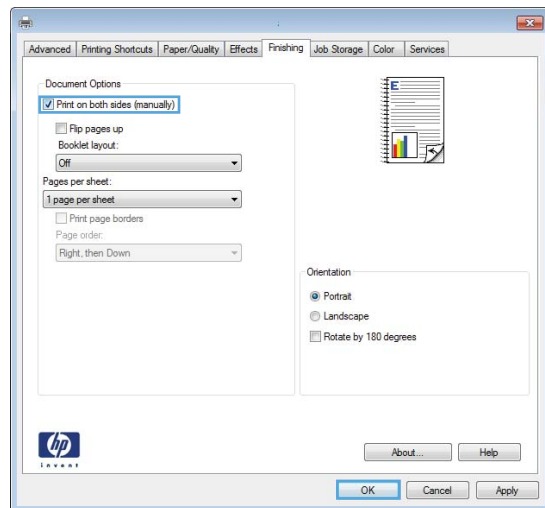 Advanced Printing Shortcuts Paper/Quality Effects Finishing Job Storage Color Services
Document Options
Print on both sides (manually)
Flip pages up
Booklet layout:
Off
Pages per sheet:
1 page per sheet
Print page borders
Page order:
Right, then Down
E
Orientation
Portrait
Landscape
Rotate by 180 degrees
hp
invent
About... Help
OK Cancel Apply